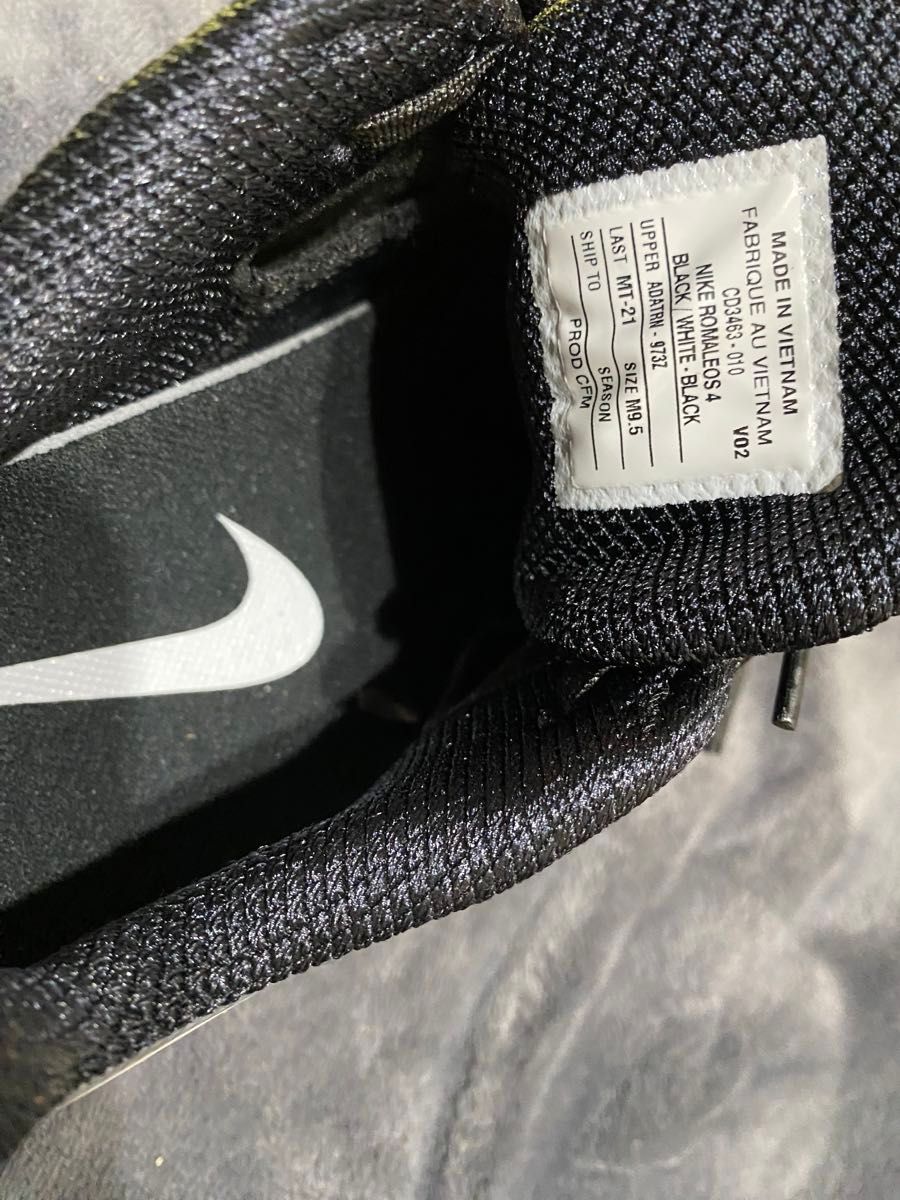 MADE IN VIETNAM
FABRIQUE AU VIETNAM
CD3463-010 V02
NIKE ROMALEOS 4
BLACK/WHITE-BLACK
UPPER ADATRN-9732
LAST MT-21 SIZE M9.5
SHIP TO SEASON
PROD CFM